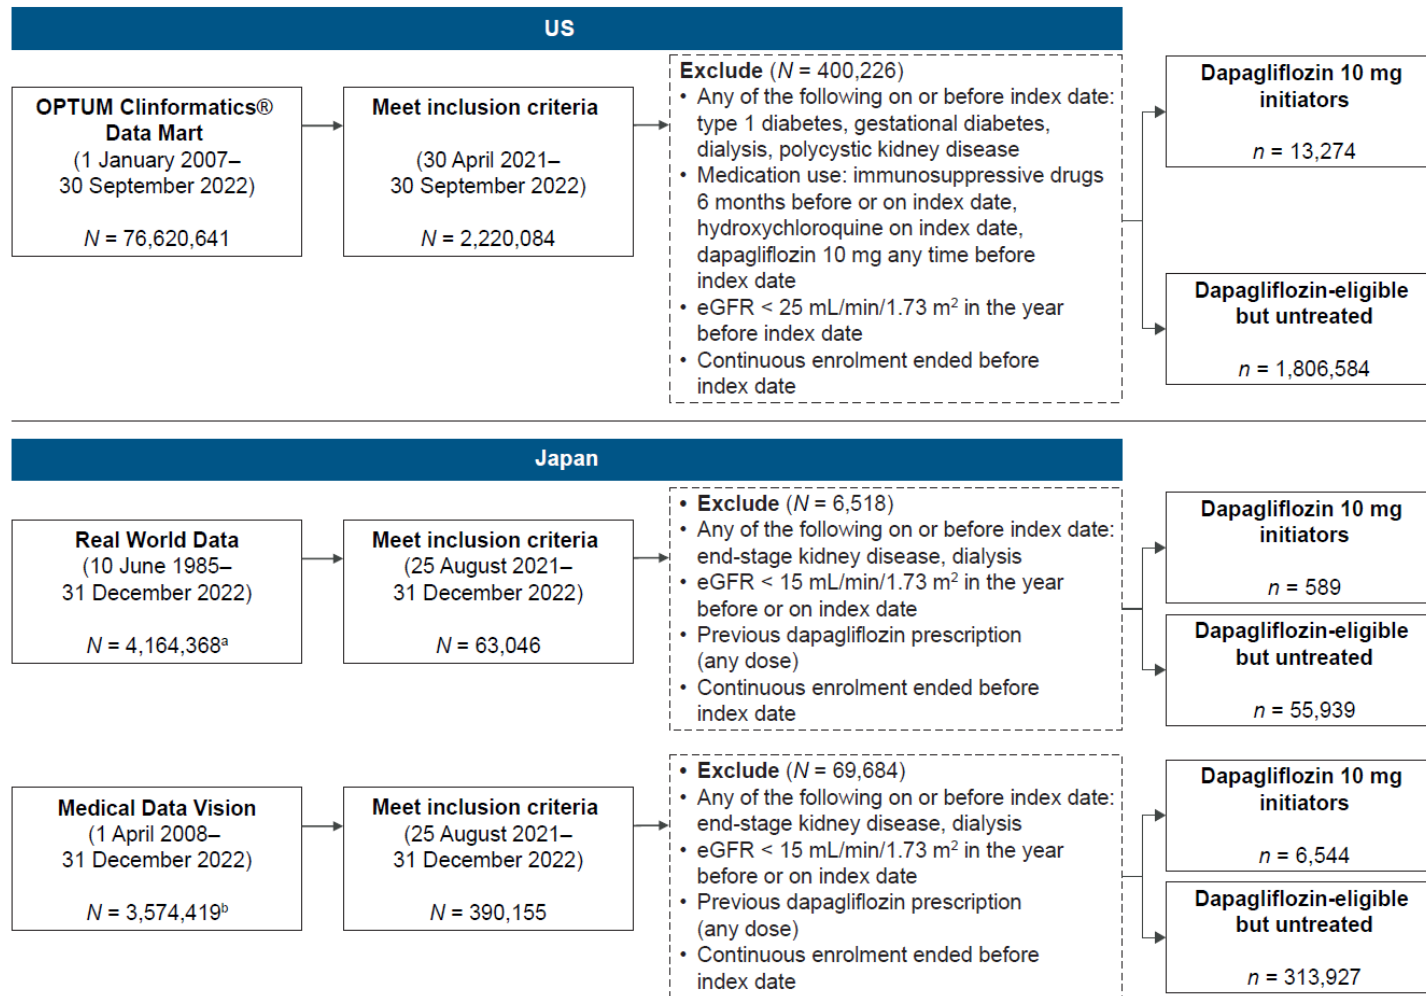 US
OPTUM Clinformatics®
Data Mart
(1 January 2007–
30 September 2022)
N = 76,620,641
Meet inclusion criteria
(30 April 2021–
30 September 2022)
N = 2,220,084
Exclude (N = 400,226)
• Any of the following on or before index date:
type 1 diabetes, gestational diabetes,
dialysis, polycystic kidney disease
• Medication use: immunosuppressive drugs
6 months before or on index date,
hydroxychloroquine on index date,
dapagliflozin 10 mg any time before
index date
• eGFR < 25 mL/min/1.73 m² in the year
before index date
• Continuous enrolment ended before
index date
Dapagliflozin 10 mg
initiators
n = 13,274
Dapagliflozin-eligible
but untreated
n = 1,806,584
Japan
Real World Data
(10 June 1985–
31 December 2022)
N = 4,164,368ᵃ
Meet inclusion criteria
(25 August 2021–
31 December 2022)
N = 63,046
• Exclude (N = 6,518)
• Any of the following on or before index date:
end-stage kidney disease, dialysis
• eGFR < 15 mL/min/1.73 m² in the year
before or on index date
• Previous dapagliflozin prescription
(any dose)
• Continuous enrolment ended before
index date
Dapagliflozin 10 mg
initiators
n = 589
Dapagliflozin-eligible
but untreated
n = 55,939
Medical Data Vision
(1 April 2008–
31 December 2022)
N = 3,574,419ᵇ
Meet inclusion criteria
(25 August 2021–
31 December 2022)
N = 390,155
• Exclude (N = 69,684)
• Any of the following on or before index date:
end-stage kidney disease, dialysis
• eGFR < 15 mL/min/1.73 m² in the year
before or on index date
• Previous dapagliflozin prescription
(any dose)
• Continuous enrolment ended before
index date
Dapagliflozin 10 mg
initiators
n = 6,544
Dapagliflozin-eligible
but untreated
n = 313,927